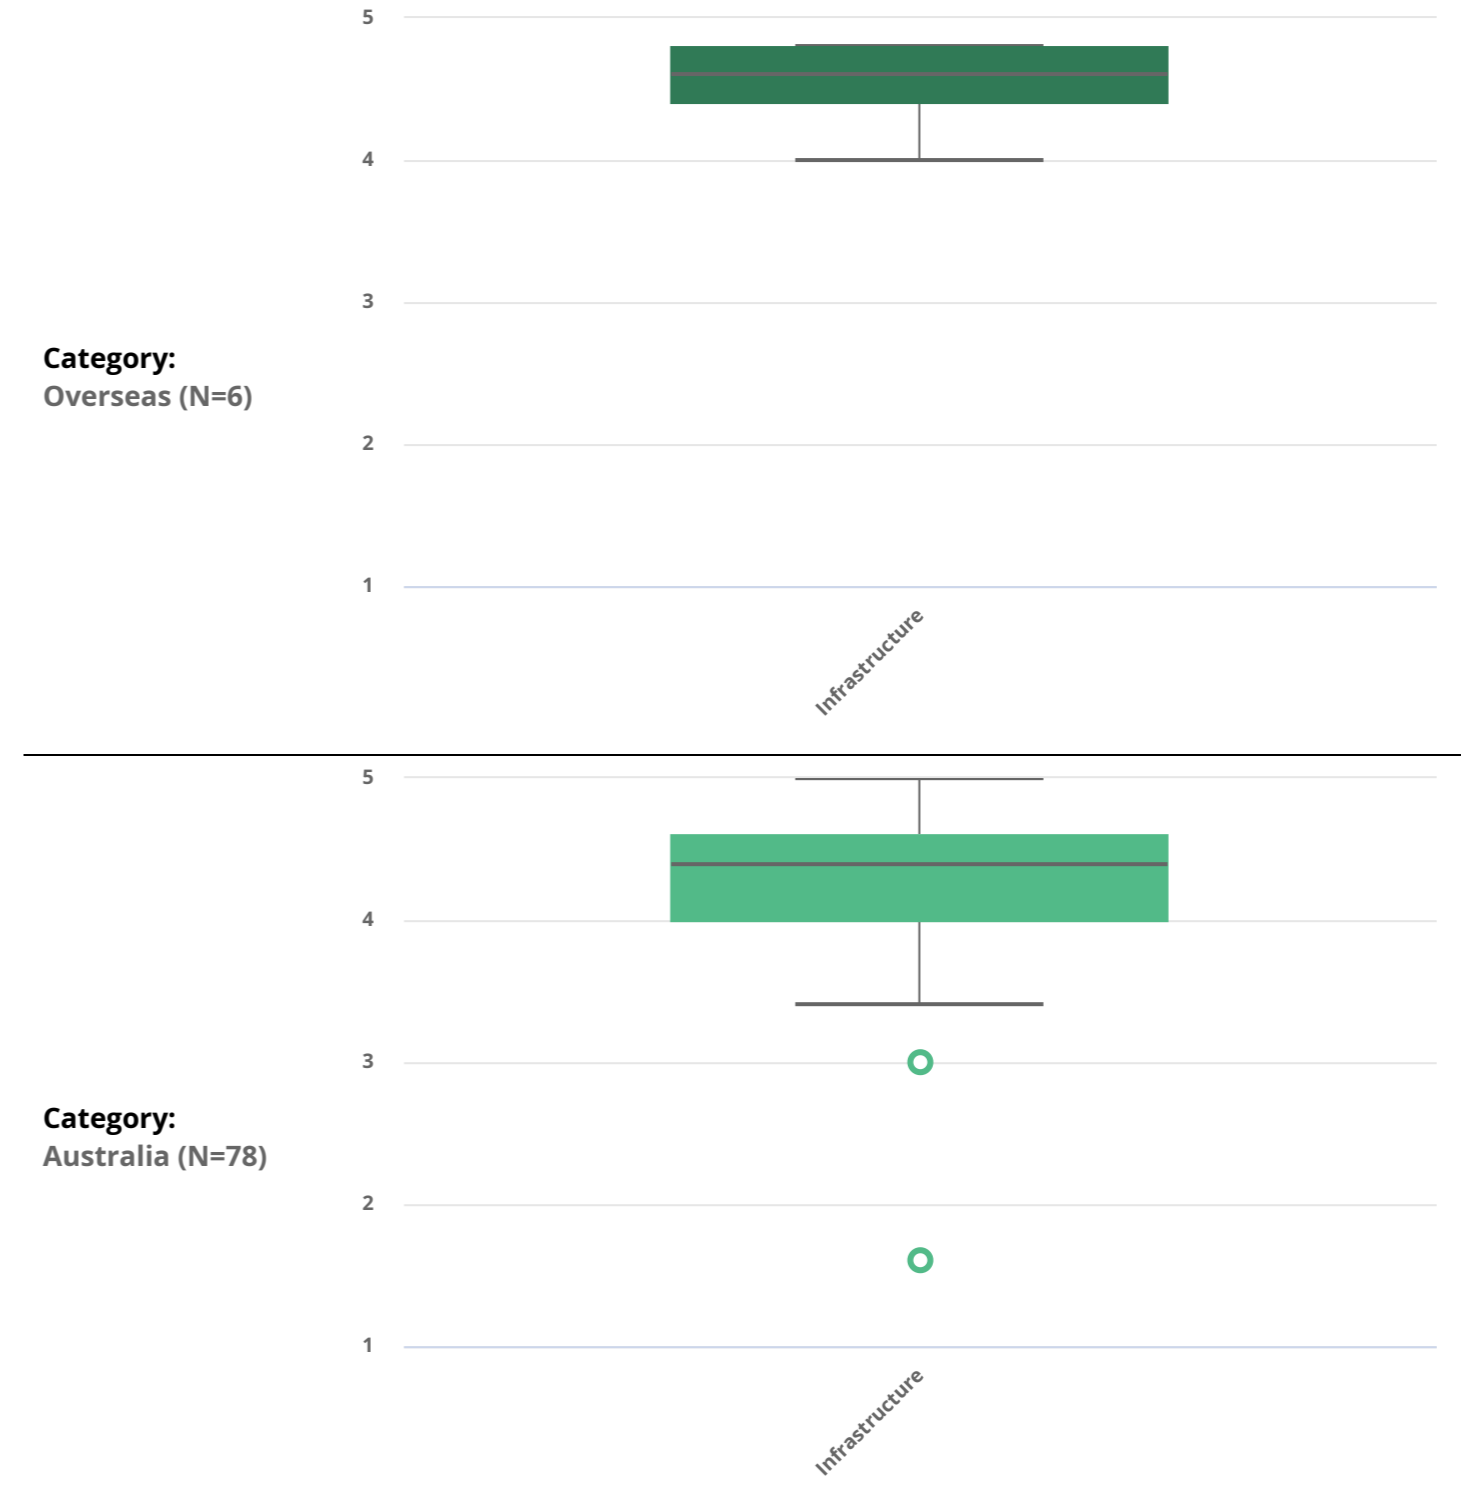 5
4
3
Category:
Overseas (N=6)
2
1
Infrastructure
5
4
3
Category:
Australia (N=78)
2
1
Infrastructure